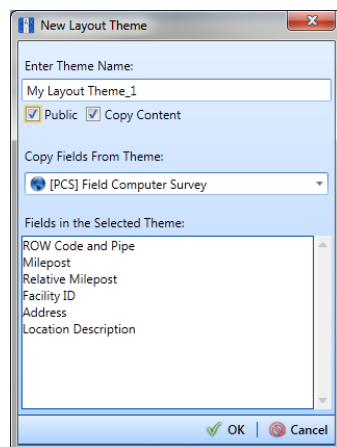 New Layout Theme
Enter Theme Name:
My Layout Theme_1
Public Copy Content
Copy Fields From Theme:
[PCS] Field Computer Survey
Fields in the Selected Theme:
ROW Code and Pipe
Milepost
Relative Milepost
Facility ID
Address
Location Description
OK | Cancel